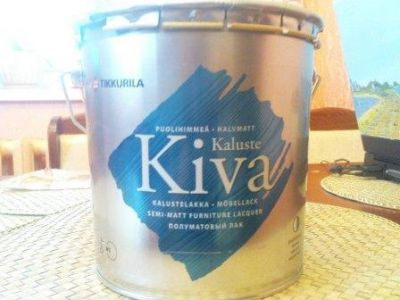 TIKKURILA
PUOLIHIMMEÄ - HALVMATT
Kaluste
Kiva
KALUSTELAKKA - MÖBELLACK
SEMI-MATT FURNITURE LACQUER
ПОЛУМАТОВЫЙ ЛАК